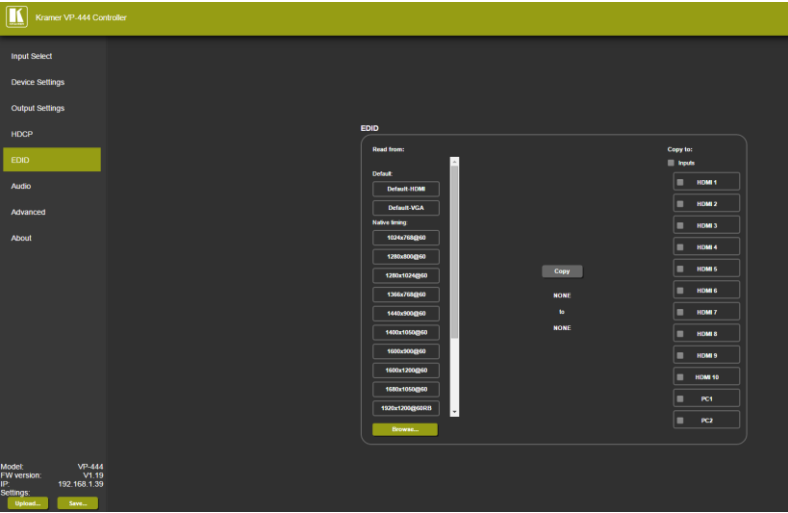 Kramer VP-444 Controller
Input Select
Device Settings
Output Settings
HDCP
EDID
Audio
Advanced
About
Model: VP-444
FW version: V1.19
IP: 192.168.1.39
Settings:
Upload... Save...
EDID
Read from:
Default:
Default-HDMI
Default-VGA
Native timing:
1024x768@60
1280x800@60
1280x1024@60
1366x768@60
1440x900@60
1400x1050@60
1600x900@60
1600x1200@60
1680x1050@60
1920x1200@60RB
Browse...
Copy
NONE
to
NONE
Copy to:
Inputs
HDMI 1
HDMI 2
HDMI 3
HDMI 4
HDMI 5
HDMI 6
HDMI 7
HDMI 8
HDMI 9
HDMI 10
PC1
PC2